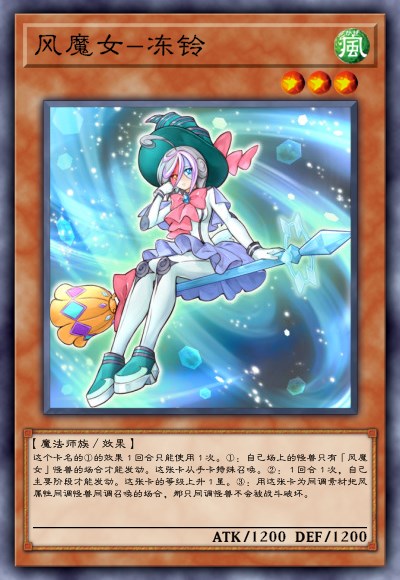 风魔女-冻铃
風
【魔法师族／效果】
这个卡名的①的效果1回合只能使用1次。①：自己场上的怪兽只有「风魔
女」怪兽的场合才能发动。这张卡从手卡特殊召唤。②：1回合1次，自己
主要阶段才能发动。这张卡的等级上升1星。③：用这张卡为同调素材把风
属性同调怪兽同调召唤的场合，那只同调怪兽不会被战斗破坏。
ATK/1200 DEF/1200